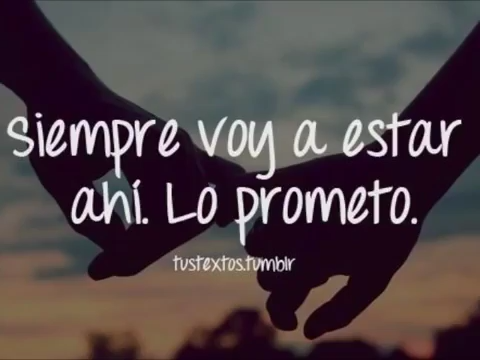 Siempre voy a estar
ahí. Lo prometo.
tustextos.tumblr